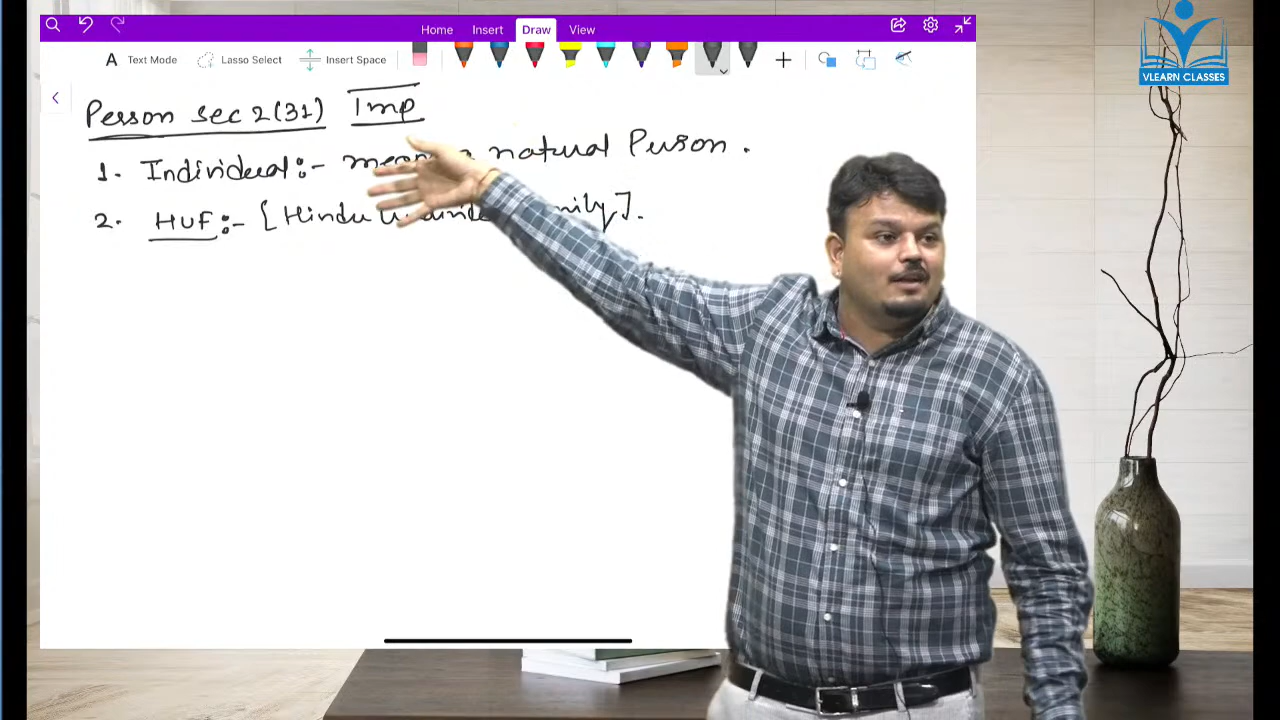 VLEARN CLASSES
Home Insert Draw View
A Text Mode Lasso Select Insert Space
Person sec 2(31) Imp
1. Individual :- natural Person.
2. HUF :- [Hindu